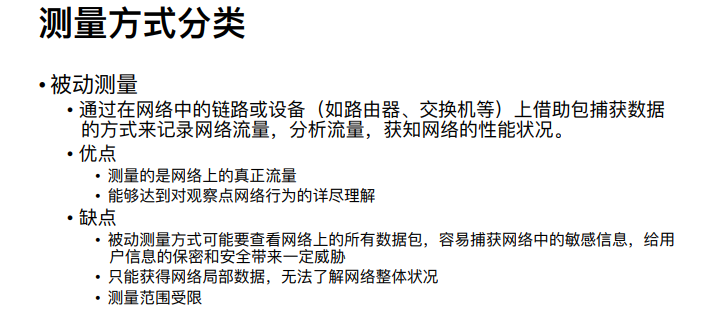 测量方式分类
• 被动测量
• 通过在网络中的链路或设备（如路由器、交换机等）上借助包捕获数据
的方式来记录网络流量，分析流量，获知网络的性能状况。
• 优点
• 测量的是网络上的真正流量
• 能够达到对观察点网络行为的详尽理解
• 缺点
• 被动测量方式可能要查看网络上的所有数据包，容易捕获网络中的敏感信息，给用
户信息的保密和安全带来一定威胁
• 只能获得网络局部数据，无法了解网络整体状况
• 测量范围受限